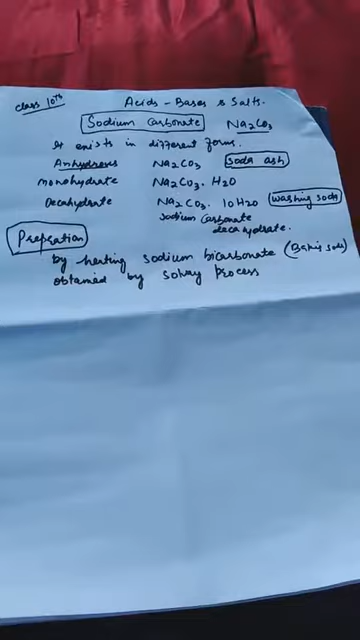 class 10th
Acids - Bases & Salts.
Sodium Carbonate Na2CO3
It exists in different forms.
Anhydrous Na2CO3 Soda ash
Monohydrate Na2CO3. H2O
Decahydrate Na2CO3. 10H2O washing soda
Sodium Carbonate
decahydrate.
Prepration
by heating sodium bicarbonate (Baking soda)
obtained by solvay Process